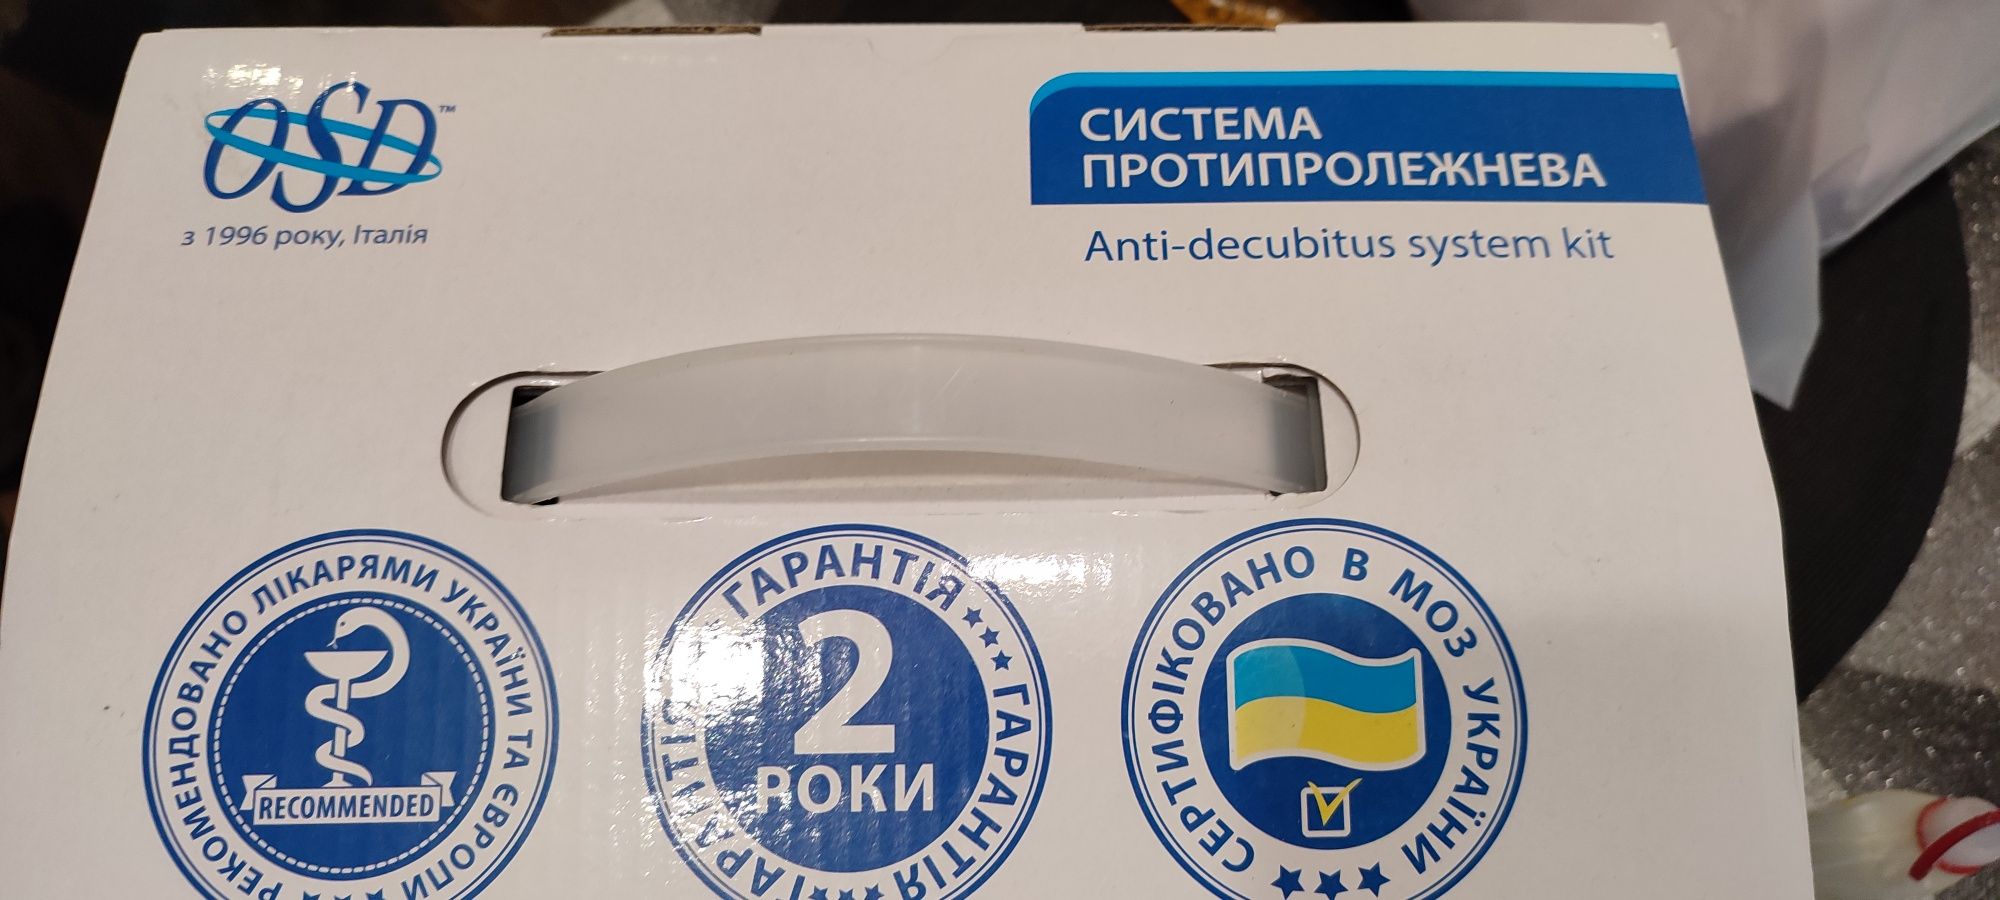 OSD™
з 1996 року, Італія
СИСТЕМА
ПРОТИПРОЛЕЖНЕВА
Anti-decubitus system kit
РЕКОМЕНДОВАНО ЛІКАРЯМИ УКРАЇНИ ТА ЄВРОПИ
RECOMMENDED
ГАРАНТІЯ ГАРАНТІЯ ГАРАНТІЯ
2
РОКИ
СЕРТИФІКОВАНО В МОЗ УКРАЇНИ